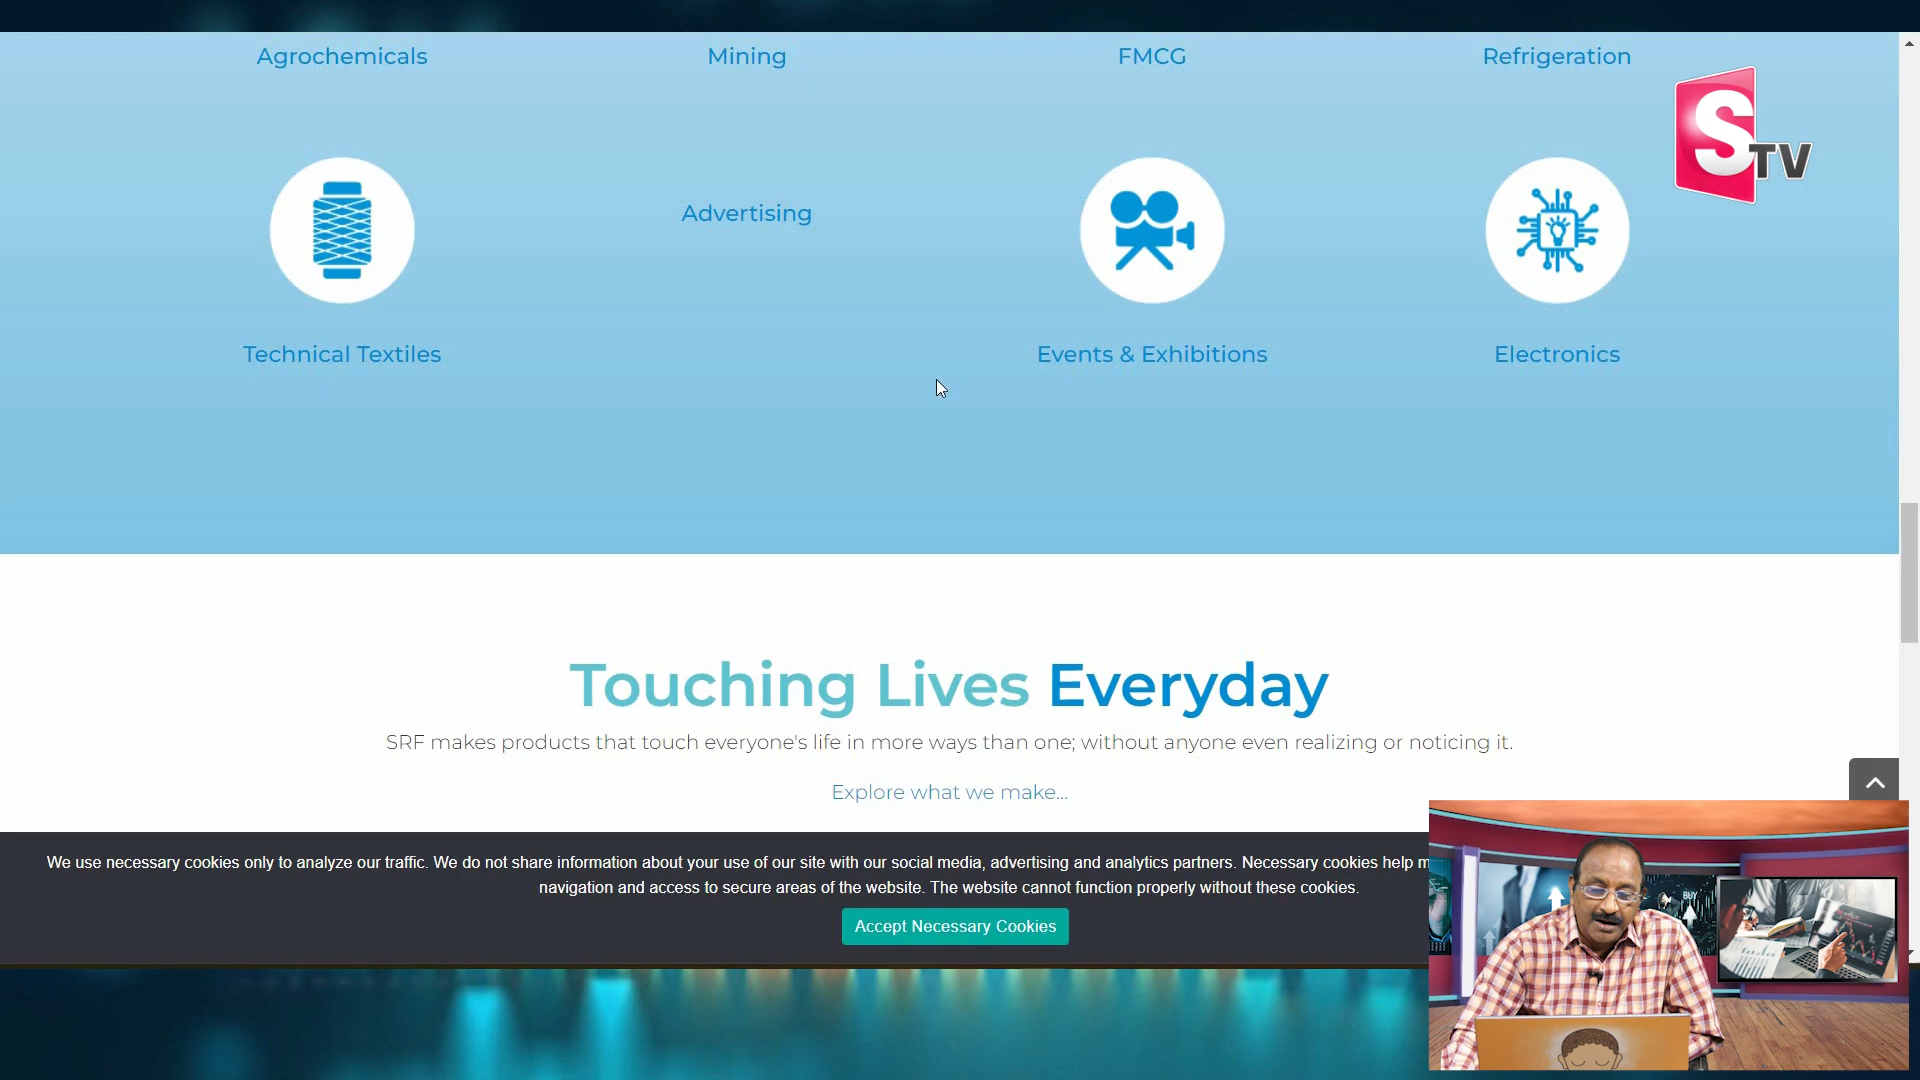 Agrochemicals
Mining
FMCG
Refrigeration
STV
Advertising
Technical Textiles
Events & Exhibitions
Electronics
Touching Lives Everyday
SRF makes products that touch everyone's life in more ways than one; without anyone even realizing or noticing it.
Explore what we make...
We use necessary cookies only to analyze our traffic. We do not share information about your use of our site with our social media, advertising and analytics partners. Necessary cookies help
navigation and access to secure areas of the website. The website cannot function properly without these cookies.
Accept Necessary Cookies
BUY